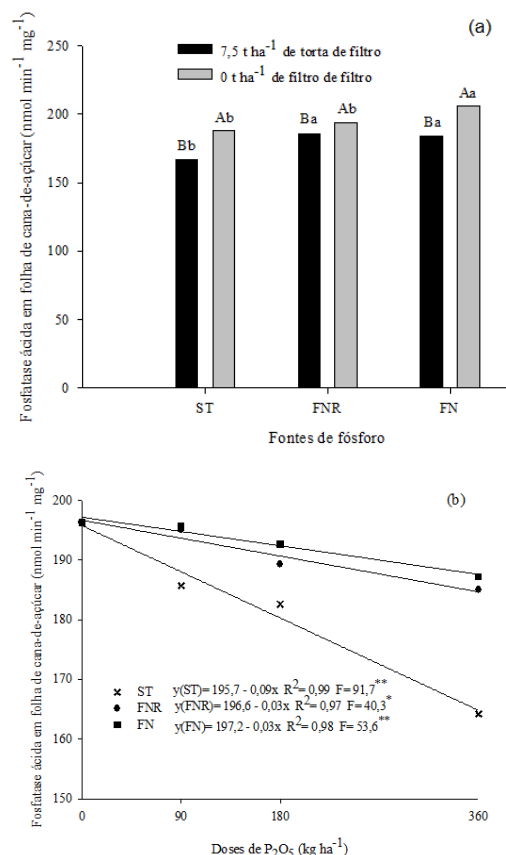 (a)
7,5 t ha-1 de torta de filtro
0 t ha-1 de filtro de filtro
Fosfatase ácida em folha de cana-de-açúcar (nmol min-1 mg-1)
250
200
150
100
50
0
Bb Ab Ba Ab Ba Aa
ST FNR FN
Fontes de fósforo
(b)
Fosfatase ácida em folha de cana-de-açúcar (nmol min-1 mg-1)
200
190
180
170
160
150
ST y(ST)= 195,7 - 0,09x R2= 0,99 F= 91,7**
FNR y(FNR)= 196,6 - 0,03x R2= 0,97 F= 40,3*
FN y(FN)= 197,2 - 0,03x R2= 0,98 F= 53,6**
0 90 180 360
Doses de P2O5 (kg ha-1)